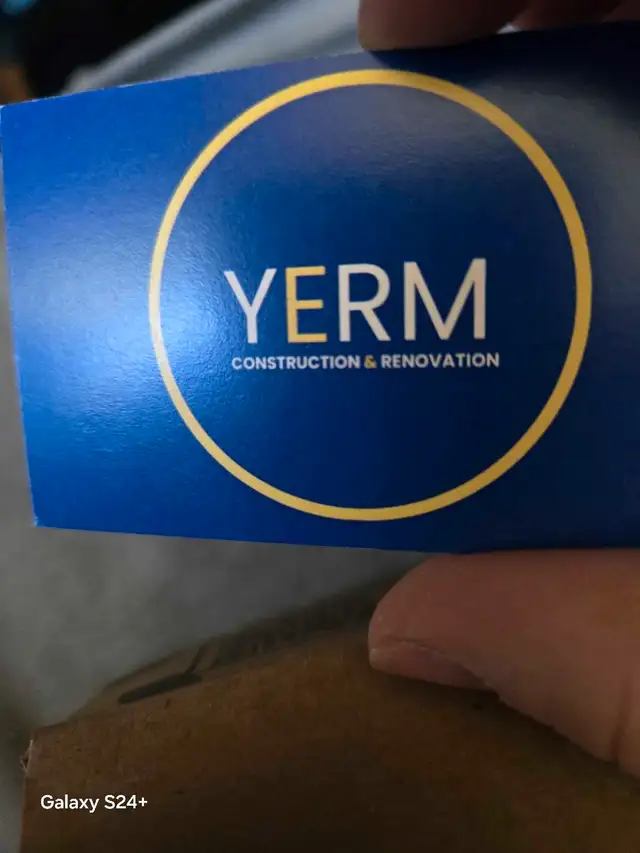 YERM
CONSTRUCTION & RENOVATION
Galaxy S24+